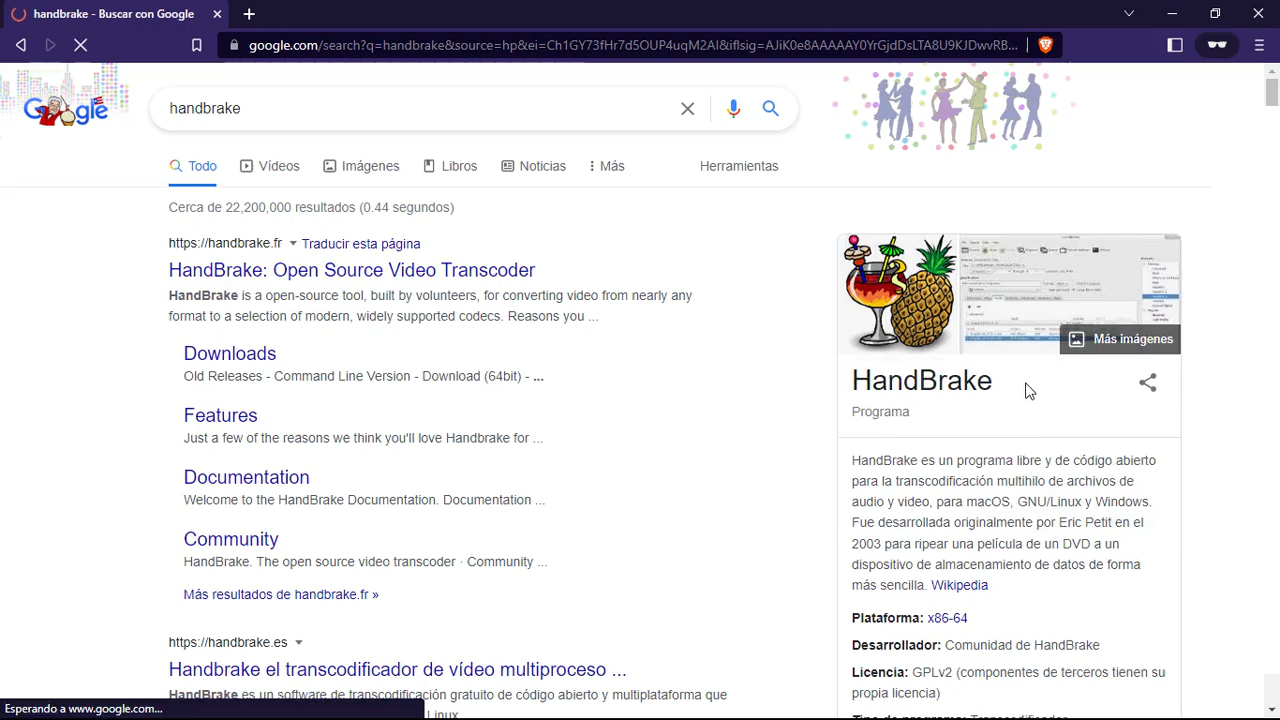 handbrake - Buscar con Google
google.com/search?q=handbrake&source=hp&ei=Ch1GY73fHr7d5OUP4uqM2AI&iflsig=AJiK0e8AAAAAY0YrGjdDsLTA8U9KJDwvRB...
Google
handbrake
Todo
Vídeos
Imágenes
Libros
Noticias
Más
Herramientas
Cerca de 22,200,000 resultados (0.44 segundos)
https://handbrake.fr
Traducir esta página
HandBrake: Open Source Video Transcoder
HandBrake is a open-source tool, built by volunteers, for converting video from nearly any
format to a selection of modern, widely supported codecs. Reasons you ...
Downloads
Old Releases - Command Line Version - Download (64bit) - ...
Features
Just a few of the reasons we think you'll love Handbrake for ...
Documentation
Welcome to the HandBrake Documentation. Documentation ...
Community
HandBrake. The open source video transcoder · Community ...
Más resultados de handbrake.fr »
https://handbrake.es
Handbrake el transcodificador de vídeo multiproceso ...
HandBrake es un software de transcodificación gratuito de código abierto y multiplataforma que
Linux.
Más imágenes
HandBrake
Programa
HandBrake es un programa libre y de código abierto
para la transcodificación multihilo de archivos de
audio y video, para macOS, GNU/Linux y Windows.
Fue desarrollada originalmente por Eric Petit en el
2003 para ripear una película de un DVD a un
dispositivo de almacenamiento de datos de forma
más sencilla. Wikipedia
Plataforma: x86-64
Desarrollador: Comunidad de HandBrake
Licencia: GPLv2 (componentes de terceros tienen su
propia licencia)
Tipo de programa: Transcodificador
Esperando a www.google.com...